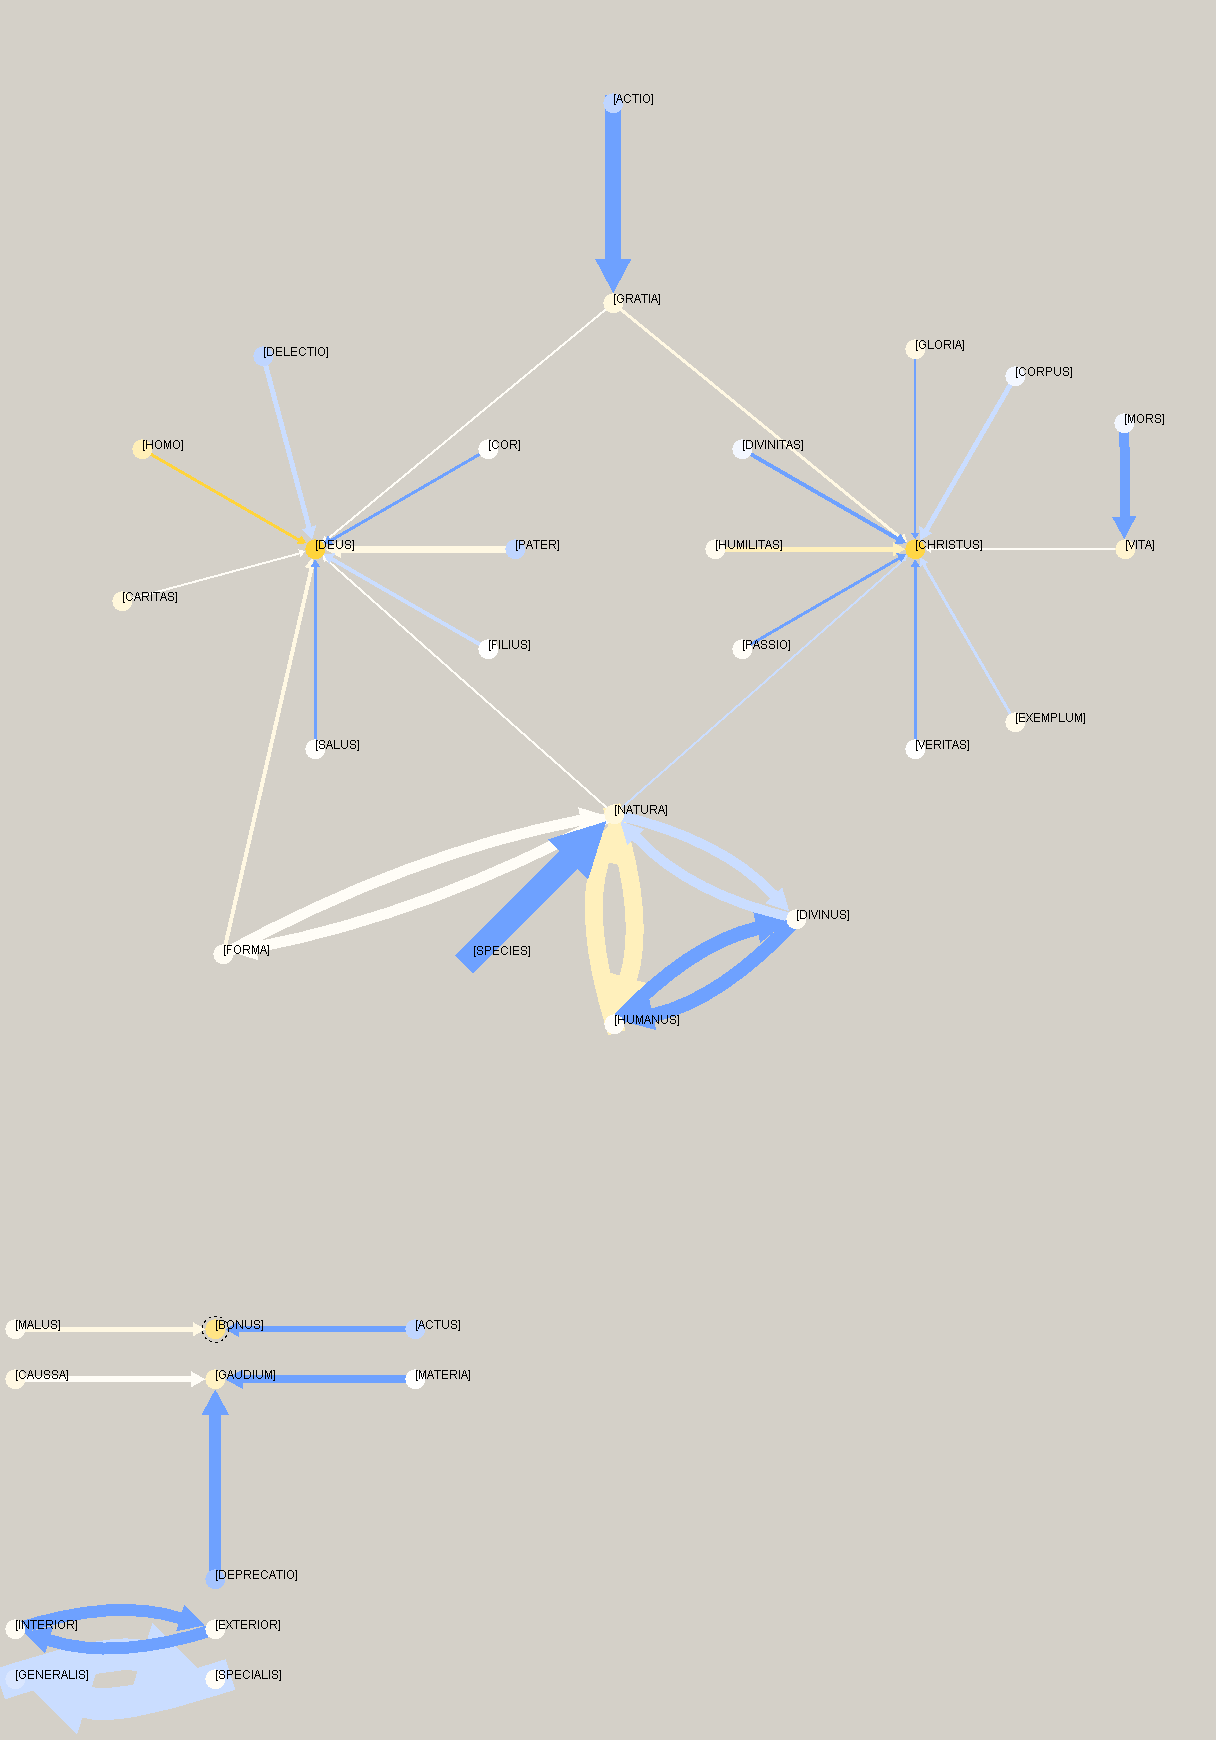 [ACTIO]
[GRATIA]
[GLORIA]
[DELECTIO]
[CORPUS]
[MORS]
[HOMO]
[COR]
[DIVINITAS]
[DEUS]
[PATER]
[HUMILITAS]
[CHRISTUS]
[VITA]
[CARITAS]
[FILIUS]
[PASSIO]
[EXEMPLUM]
[SALUS]
[VERITAS]
[NATURA]
[DIVINUS]
[FORMA]
[SPECIES]
[HUMANUS]
[MALUS]
[BONUS]
[ACTUS]
[CAUSSA]
[GAUDIUM]
[MATERIA]
[DEPRECATIO]
[INTERIOR]
[EXTERIOR]
[GENERALIS]
[SPECIALIS]